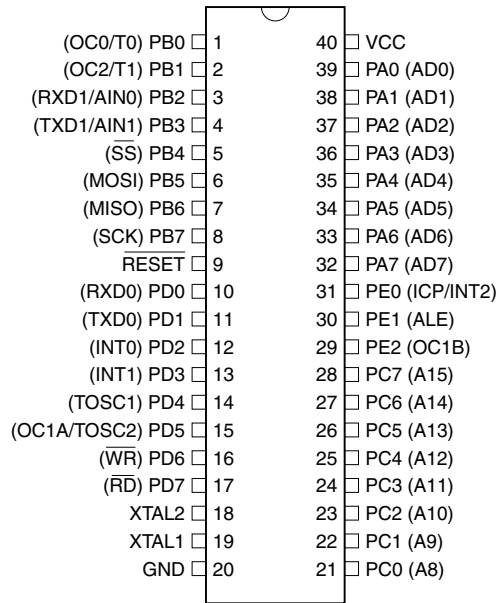 (OC0/T0) PB0 1 40 VCC
(OC2/T1) PB1 2 39 PA0 (AD0)
(RXD1/AIN0) PB2 3 38 PA1 (AD1)
(TXD1/AIN1) PB3 4 37 PA2 (AD2)
(S̅S̅) PB4 5 36 PA3 (AD3)
(MOSI) PB5 6 35 PA4 (AD4)
(MISO) PB6 7 34 PA5 (AD5)
(SCK) PB7 8 33 PA6 (AD6)
R̅E̅S̅E̅T̅ 9 32 PA7 (AD7)
(RXD0) PD0 10 31 PE0 (ICP/INT2)
(TXD0) PD1 11 30 PE1 (ALE)
(INT0) PD2 12 29 PE2 (OC1B)
(INT1) PD3 13 28 PC7 (A15)
(TOSC1) PD4 14 27 PC6 (A14)
(OC1A/TOSC2) PD5 15 26 PC5 (A13)
(W̅R̅) PD6 16 25 PC4 (A12)
(R̅D̅) PD7 17 24 PC3 (A11)
XTAL2 18 23 PC2 (A10)
XTAL1 19 22 PC1 (A9)
GND 20 21 PC0 (A8)